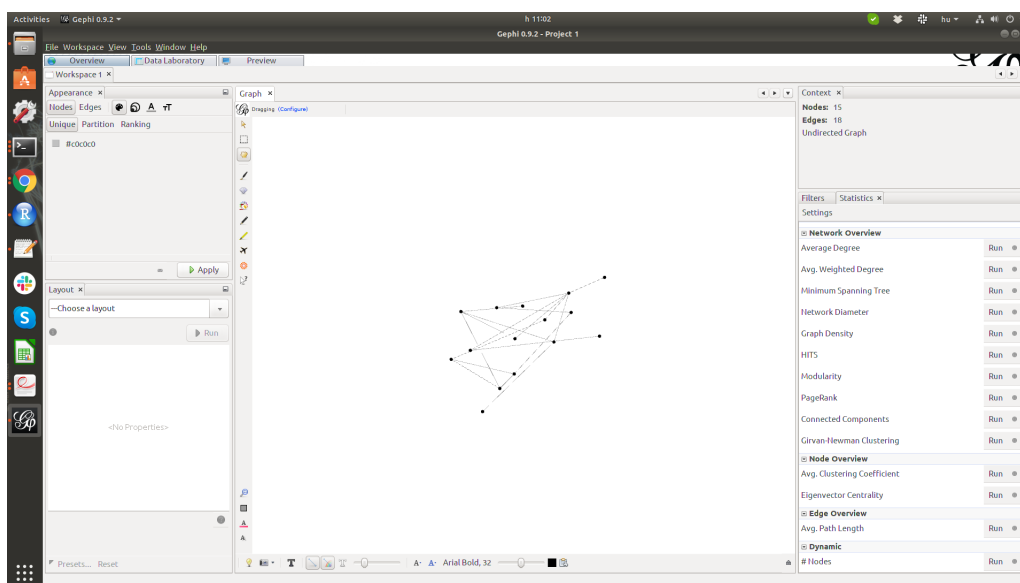 Activities Gephi 0.9.2 h 11:02 hu
Gephi 0.9.2 - Project 1
File Workspace View Tools Window Help
Overview Data Laboratory Preview
Workspace 1 ×
Appearance ×
Nodes Edges
Unique Partition Ranking
#c0c0c0
Apply
Layout ×
---Choose a layout
Run
<No Properties>
Presets... Reset
Graph ×
Dragging (Configure)
T A- A- Arial Bold, 32
Context ×
Nodes: 15
Edges: 18
Undirected Graph
Filters Statistics ×
Settings
Network Overview
Average Degree Run
Avg. Weighted Degree Run
Minimum Spanning Tree Run
Network Diameter Run
Graph Density Run
HITS Run
Modularity Run
PageRank Run
Connected Components Run
Girvan-Newman Clustering Run
Node Overview
Avg. Clustering Coefficient Run
Eigenvector Centrality Run
Edge Overview
Avg. Path Length Run
Dynamic
# Nodes Run